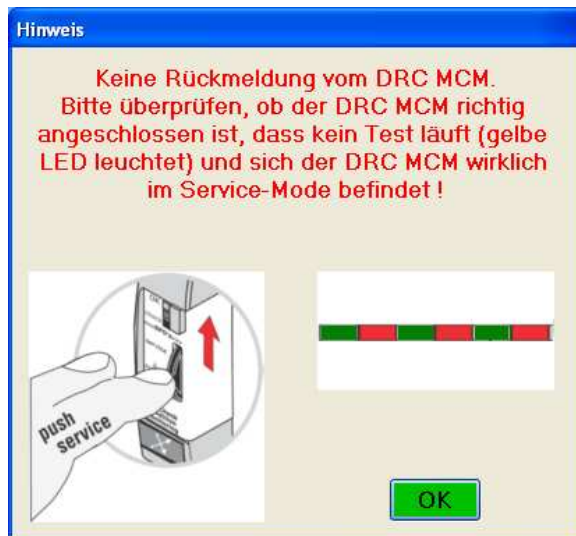 Hinweis
Keine Rückmeldung vom DRC MCM.
Bitte überprüfen, ob der DRC MCM richtig
angeschlossen ist, dass kein Test läuft (gelbe
LED leuchtet) und sich der DRC MCM wirklich
im Service-Mode befindet !
push
service
OK